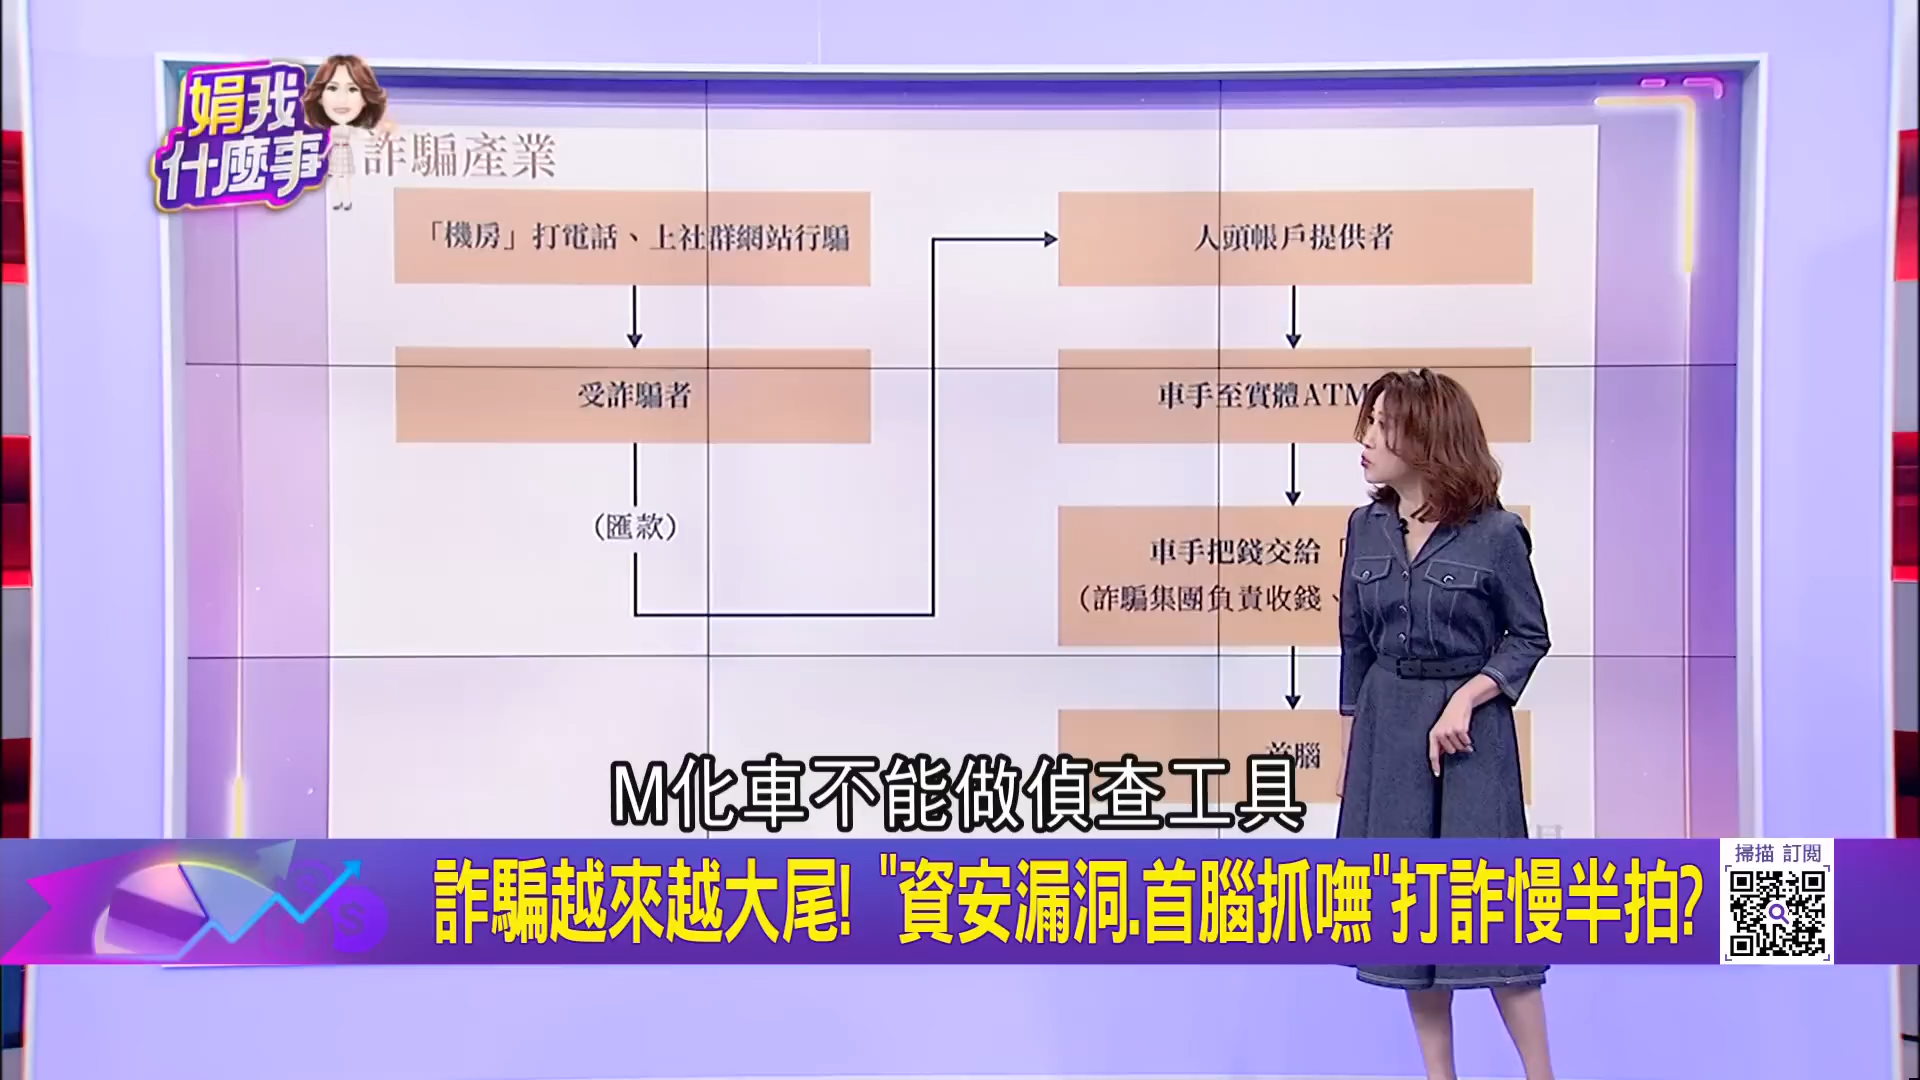 娟我
什麼事
詐騙產業
「機房」打電話、上社群網站行騙
受詐騙者
(匯款)
人頭帳戶提供者
車手至實體ATM
車手把錢交給「
(詐騙集團負責收錢、
首腦
M化車不能做偵查工具
詐騙越來越大尾! "資安漏洞.首腦抓嘸"打詐慢半拍?
掃描 訂閱